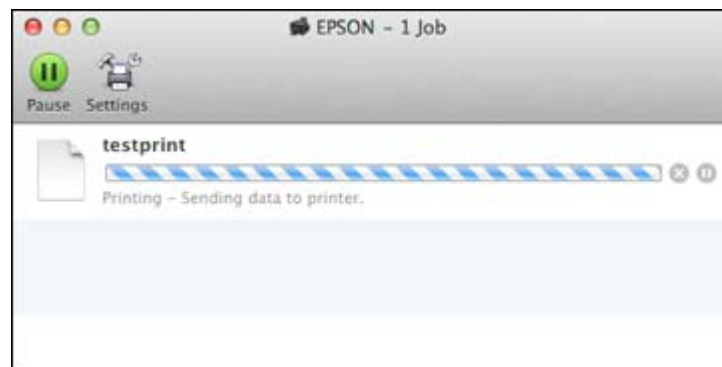 EPSON – 1 Job
Pause Settings
testprint
Printing – Sending data to printer.